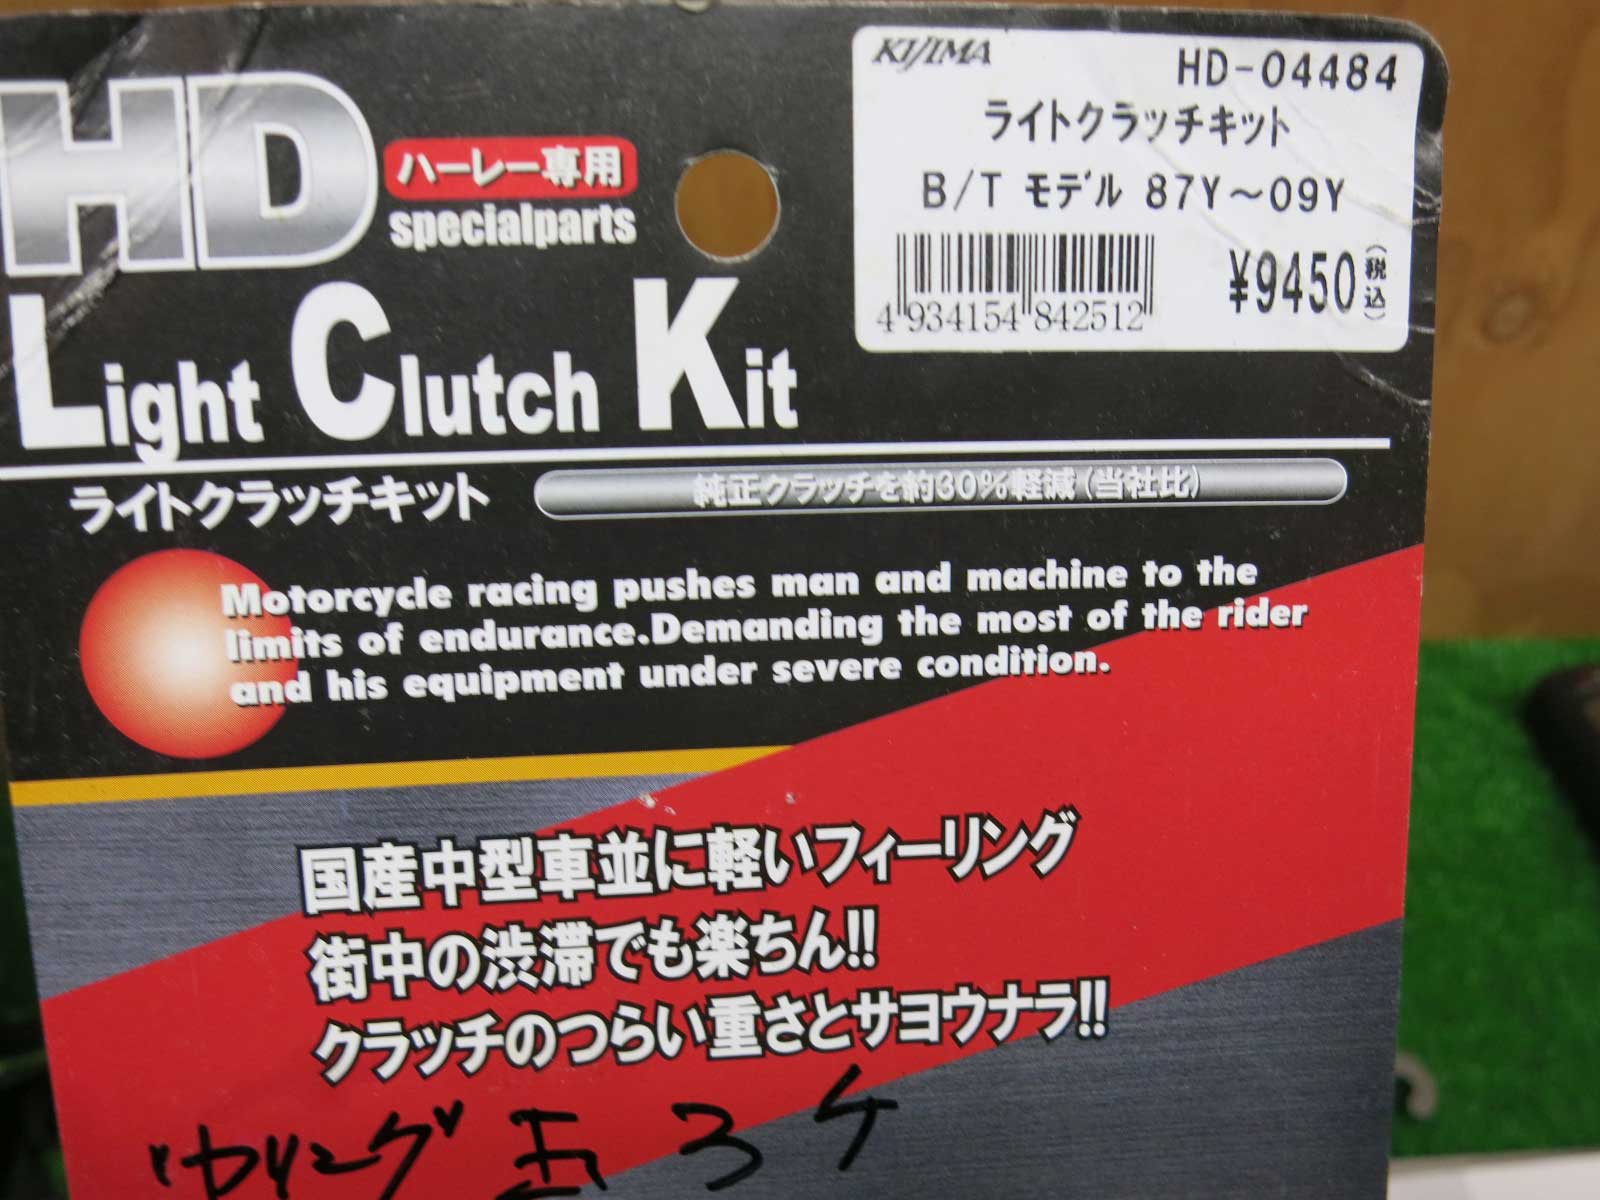 KIJIMA
HD-04484
ライトクラッチキット
B/T モデル 87Y～09Y
¥9450(税込)
4 934154 842512
HD
ハーレー専用
specialparts
Light Clutch Kit
ライトクラッチキット
純正クラッチを約30%軽減(当社比)
Motorcycle racing pushes man and machine to the
limits of endurance.Demanding the most of the rider
and his equipment under severe condition.
国産中型車並に軽いフィーリング
街中の渋滞でも楽ちん!!
クラッチのつらい重さとサヨウナラ!!